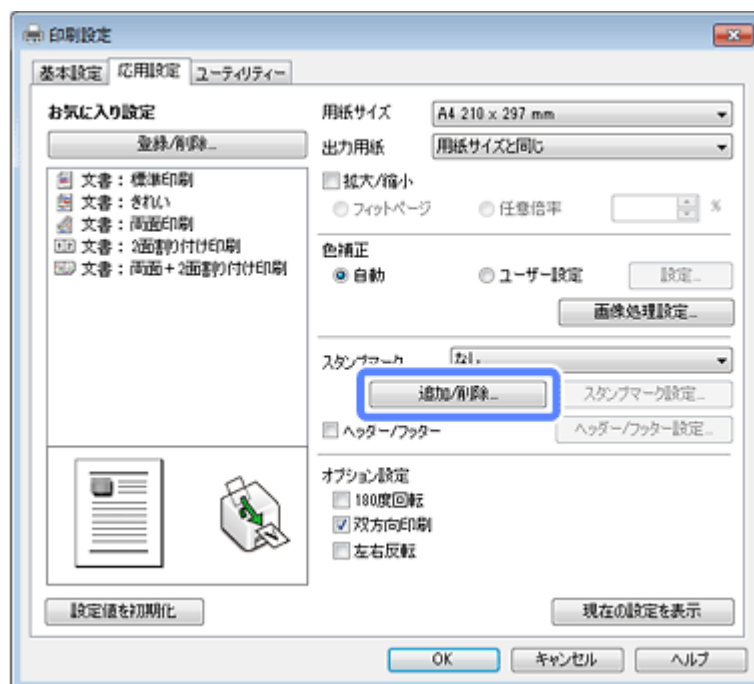 印刷設定
基本設定 応用設定 ユーティリティー
お気に入り設定
登録/削除...
文書：標準印刷
文書：きれい
文書：両面印刷
文書：2面割り付け印刷
文書：両面＋2面割り付け印刷
設定値を初期化
用紙サイズ A4 210 x 297 mm
出力用紙 用紙サイズと同じ
拡大/縮小
フィットページ 任意倍率 %
色補正
自動 ユーザー設定 設定...
画像処理設定...
スタンプマーク なし
追加/削除... スタンプマーク設定...
ヘッダー/フッター ヘッダー/フッター設定...
オプション設定
180度回転
双方向印刷
左右反転
現在の設定を表示
OK キャンセル ヘルプ